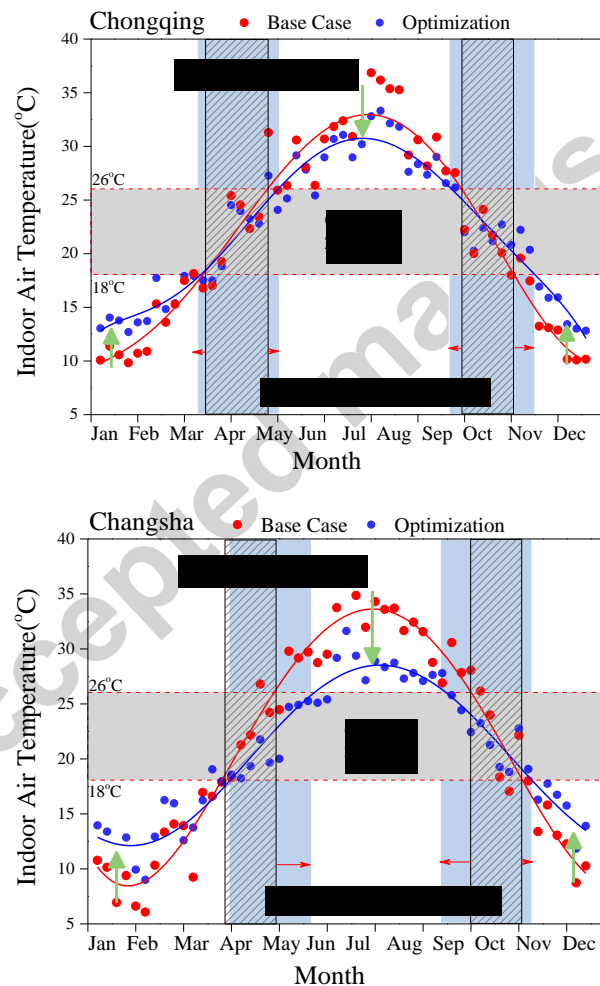 Chongqing Base Case Optimization
40
35
30
25
20
15
10
5
26°C
18°C
Indoor Air Temperature(°C)
Jan Feb Mar Apr May Jun Jul Aug Sep Oct Nov Dec
Month
Changsha Base Case Optimization
40
35
30
25
20
15
10
5
26°C
18°C
Indoor Air Temperature(°C)
Jan Feb Mar Apr May Jun Jul Aug Sep Oct Nov Dec
Month